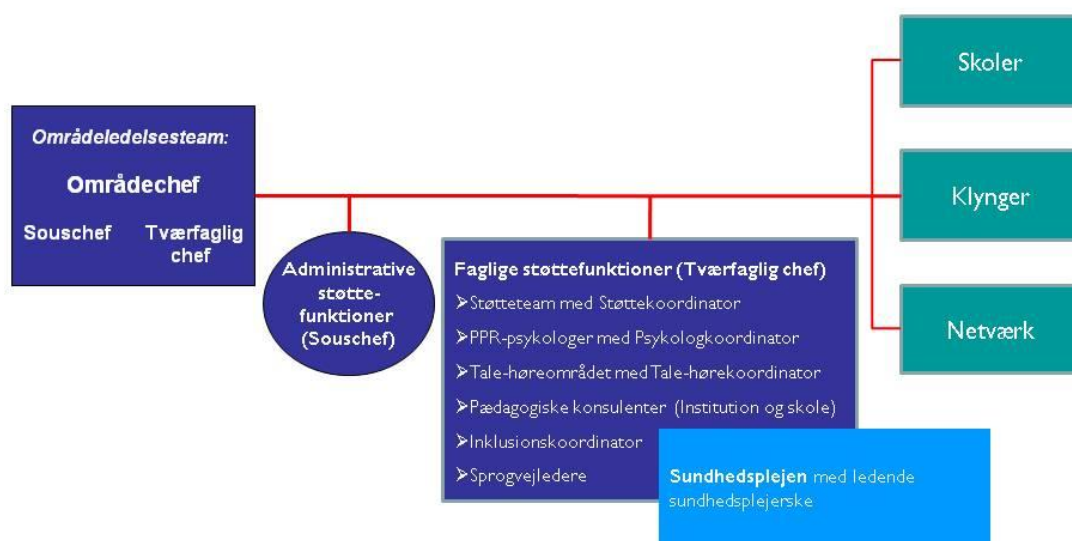 Områdeledelsesteam:
Områdechef
Souschef
Tværfaglig
chef
Administrative
støtte-
funktioner
(Souschef)
Faglige støttefunktioner (Tværfaglig chef)
➢Støtteteam med Støttekoordinator
➢PPR-psykologer med Psykologkoordinator
➢Tale-høreområdet med Tale-hørekoordinator
➢Pædagogiske konsulenter (Institution og skole)
➢Inklusionskoordinator
➢Sprogvejledere
Sundhedsplejen med ledende
sundhedsplejerske
Skoler
Klynger
Netværk